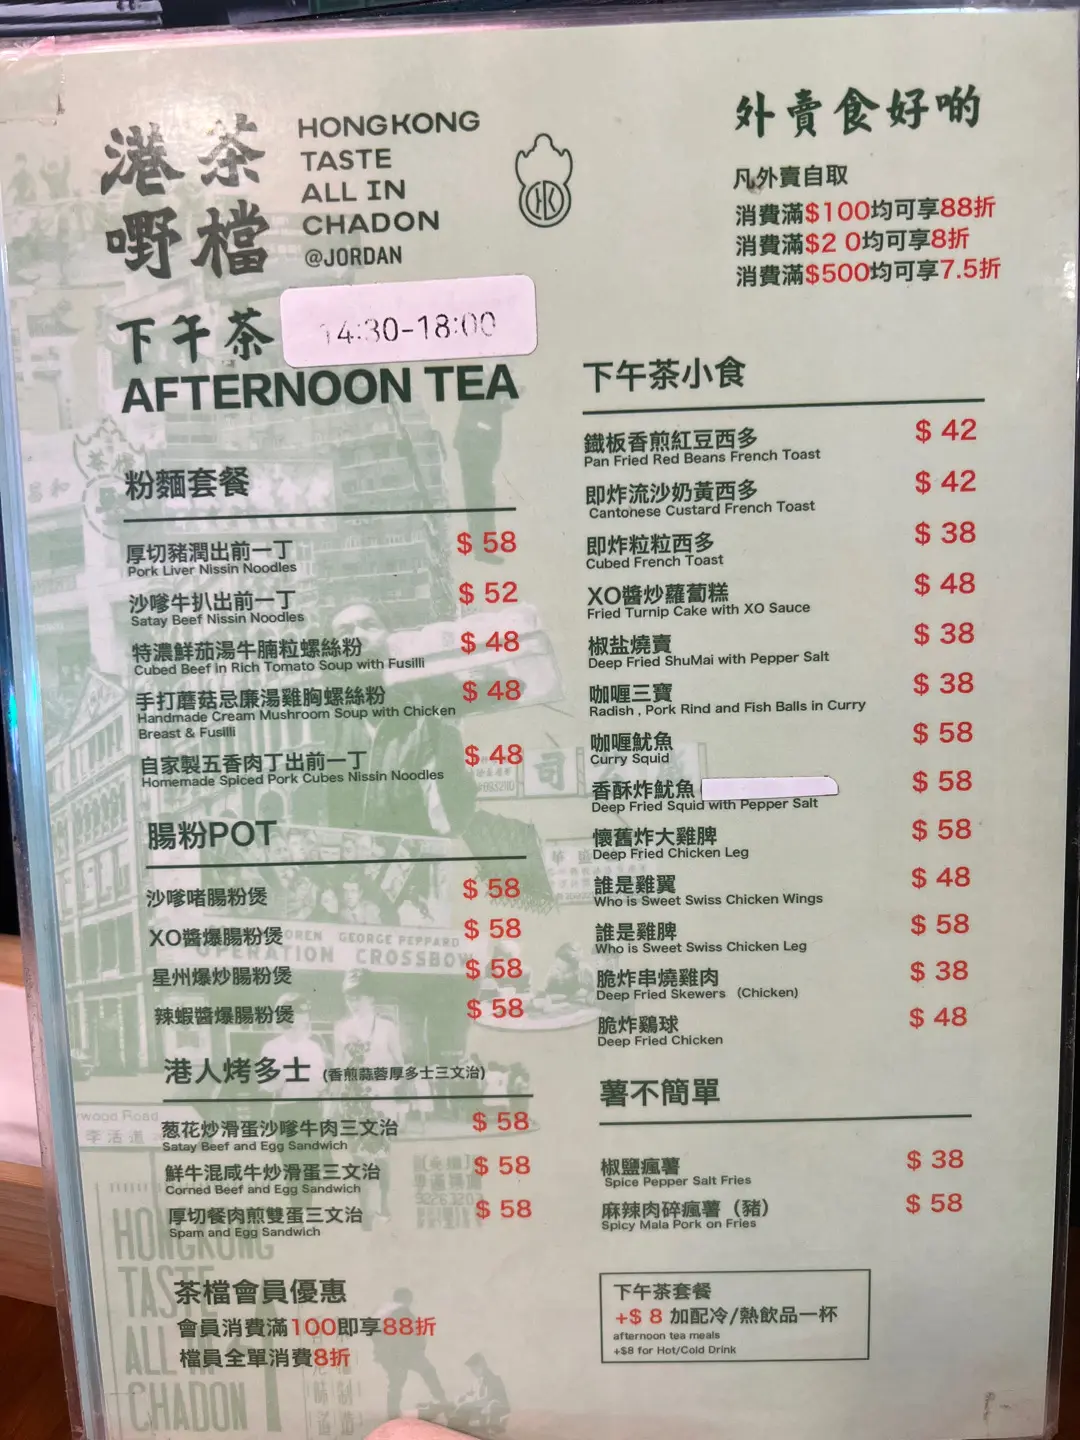 港茶
嘢檔
HONGKONG
TASTE
ALL IN
CHADON
@JORDAN
外賣食好啲
凡外賣自取
消費滿$100均可享88折
消費滿$2 0均可享8折
消費滿$500均可享7.5折
下午茶
14:30-18:00
AFTERNOON TEA
粉麵套餐
厚切豬潤出前一丁 $ 58
Pork Liver Nissin Noodles
沙嗲牛扒出前一丁 $ 52
Satay Beef Nissin Noodles
特濃鮮茄湯牛腩粒螺絲粉 $ 48
Cubed Beef in Rich Tomato Soup with Fusilli
手打蘑菇忌廉湯雞胸螺絲粉 $ 48
Handmade Cream Mushroom Soup with Chicken
Breast & Fusilli
自家製五香肉丁出前一丁 $ 48
Homemade Spiced Pork Cubes Nissin Noodles
腸粉POT
沙嗲啫腸粉煲 $ 58
XO醬爆腸粉煲 $ 58
星州爆炒腸粉煲 $ 58
辣蝦醬爆腸粉煲 $ 58
港人烤多士 (香煎蒜蓉厚多士三文治)
葱花炒滑蛋沙嗲牛肉三文治 $ 58
Satay Beef and Egg Sandwich
鮮牛混咸牛炒滑蛋三文治 $ 58
Corned Beef and Egg Sandwich
厚切餐肉煎雙蛋三文治 $ 58
Spam and Egg Sandwich
茶檔會員優惠
會員消費滿100即享88折
檔員全單消費8折
下午茶小食
鐵板香煎紅豆西多 $ 42
Pan Fried Red Beans French Toast
即炸流沙奶黃西多 $ 42
Cantonese Custard French Toast
即炸粒粒西多 $ 38
Cubed French Toast
XO醬炒蘿蔔糕 $ 48
Fried Turnip Cake with XO Sauce
椒盐燒賣 $ 38
Deep Fried ShuMai with Pepper Salt
咖喱三寶 $ 38
Radish , Pork Rind and Fish Balls in Curry
咖喱魷魚 $ 58
Curry Squid
香酥炸魷魚 $ 58
Deep Fried Squid with Pepper Salt
懷舊炸大雞脾 $ 58
Deep Fried Chicken Leg
誰是雞翼 $ 48
Who is Sweet Swiss Chicken Wings
誰是雞脾 $ 58
Who is Sweet Swiss Chicken Leg
脆炸串燒雞肉 $ 38
Deep Fried Skewers (Chicken)
脆炸鷄球 $ 48
Deep Fried Chicken
薯不簡單
椒鹽瘋薯 $ 38
Spice Pepper Salt Fries
麻辣肉碎瘋薯（豬） $ 58
Spicy Mala Pork on Fries
下午茶套餐
+$ 8 加配冷/熱飲品一杯
afternoon tea meals
+$8 for Hot/Cold Drink
OREN GEORGE PEPPARD
OPERATION CROSSBOW
wood Road
李活道
HONGKONG
TASTE
ALL IN
CHADON